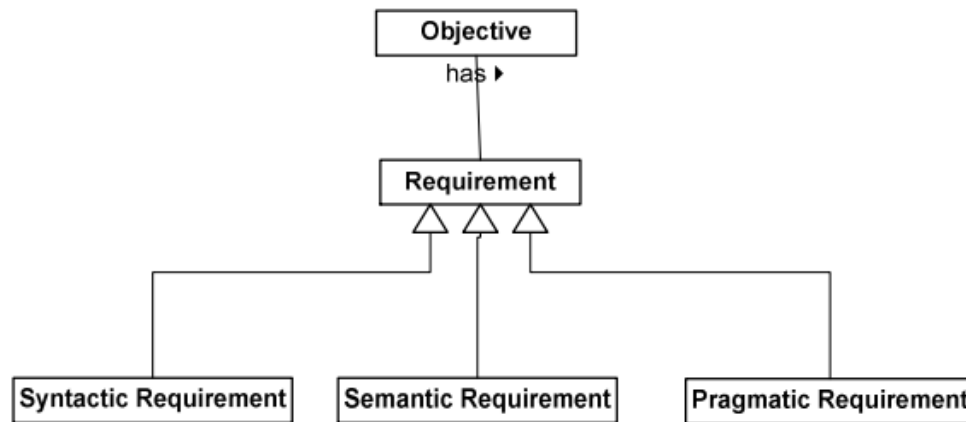 Objective
has ▶
Requirement
Syntactic Requirement
Semantic Requirement
Pragmatic Requirement